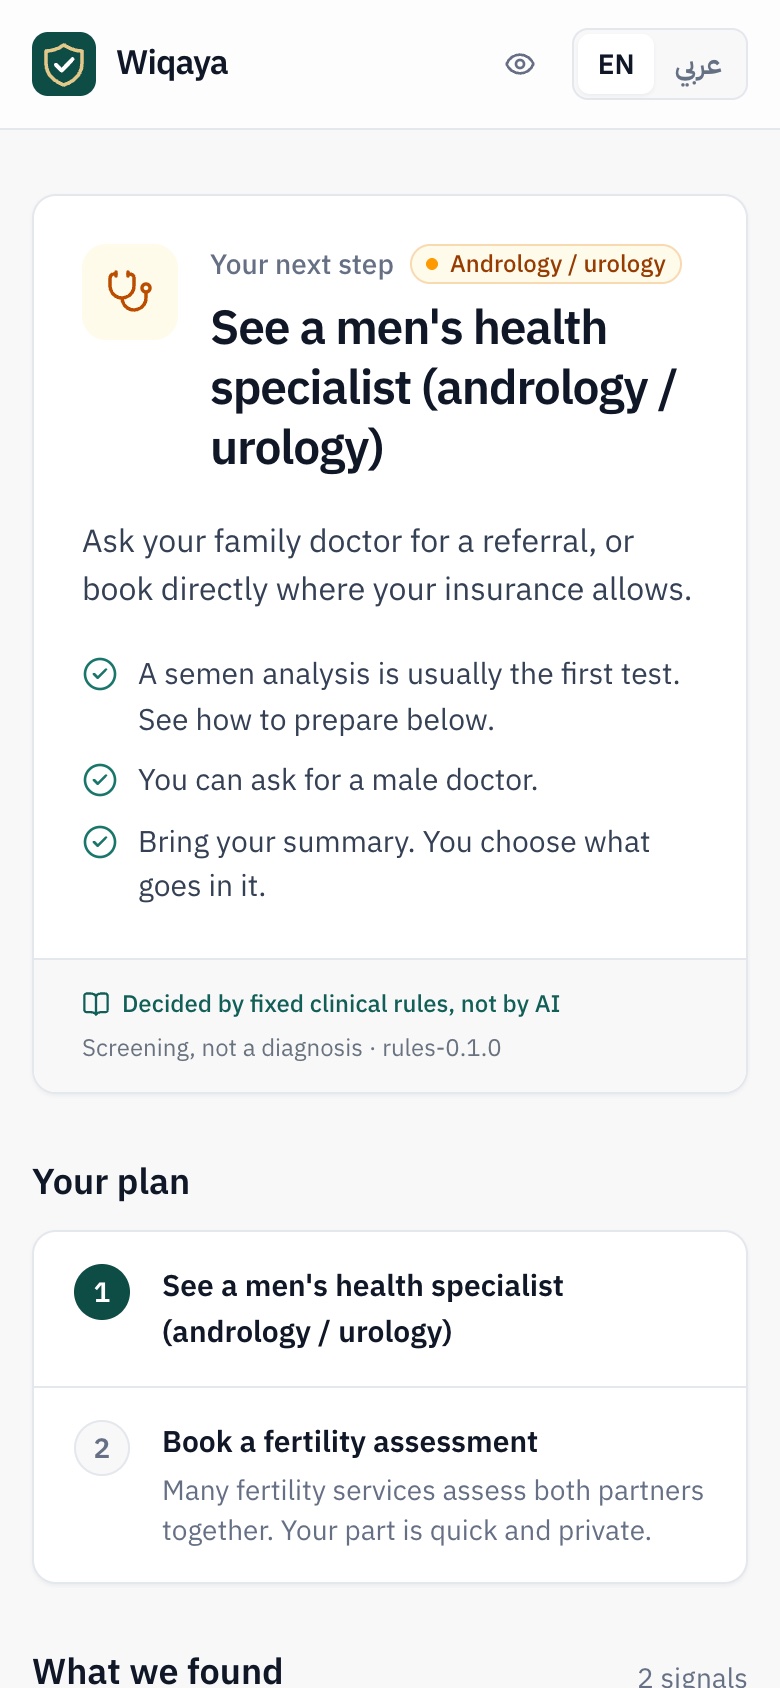 Wiqaya
EN
عربي
Your next step
Andrology / urology
See a men's health
specialist (andrology /
urology)
Ask your family doctor for a referral, or
book directly where your insurance allows.
A semen analysis is usually the first test.
See how to prepare below.
You can ask for a male doctor.
Bring your summary. You choose what
goes in it.
Decided by fixed clinical rules, not by AI
Screening, not a diagnosis · rules-0.1.0
Your plan
1
See a men's health specialist
(andrology / urology)
2
Book a fertility assessment
Many fertility services assess both partners
together. Your part is quick and private.
What we found
2 signals